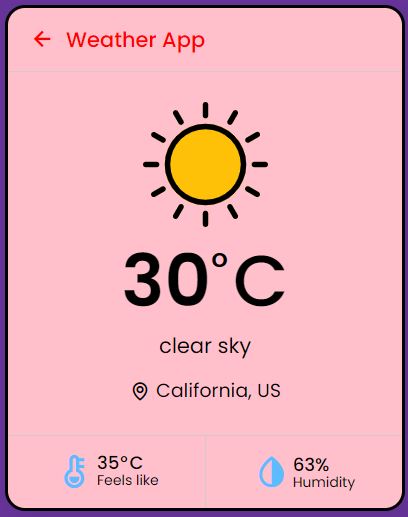 Weather App
30°C
clear sky
California, US
35°C
Feels like
63%
Humidity